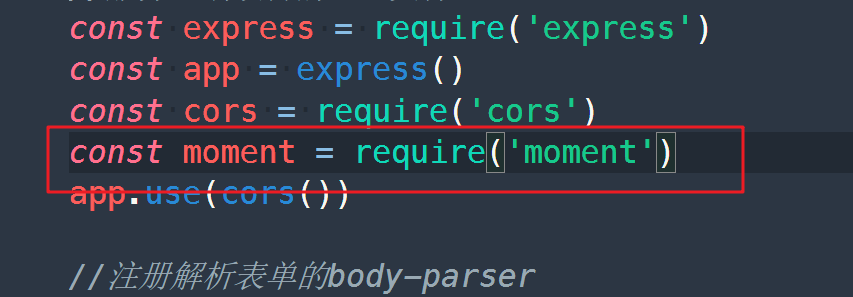 const express = require('express')
const app = express()
const cors = require('cors')
const moment = require('moment')
app.use(cors())
//注册解析表单的body-parser